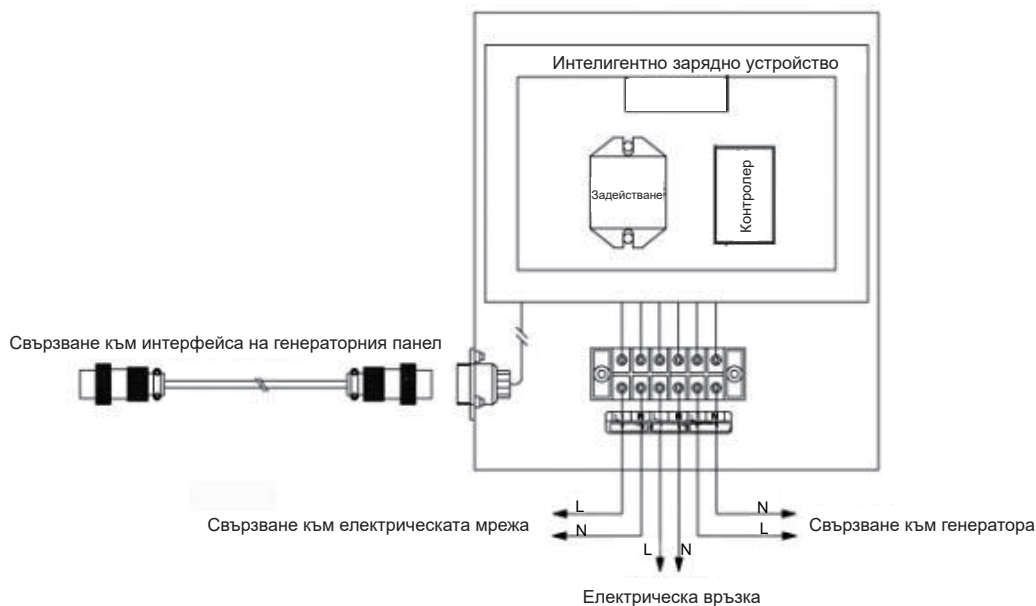 Интелигентно зарядно устройство
Задействане
Контролер
Свързване към интерфейса на генераторния панел
L N L N L N
L
N
Свързване към електрическата мрежа
L N
N
L
Свързване към генератора
Електрическа връзка